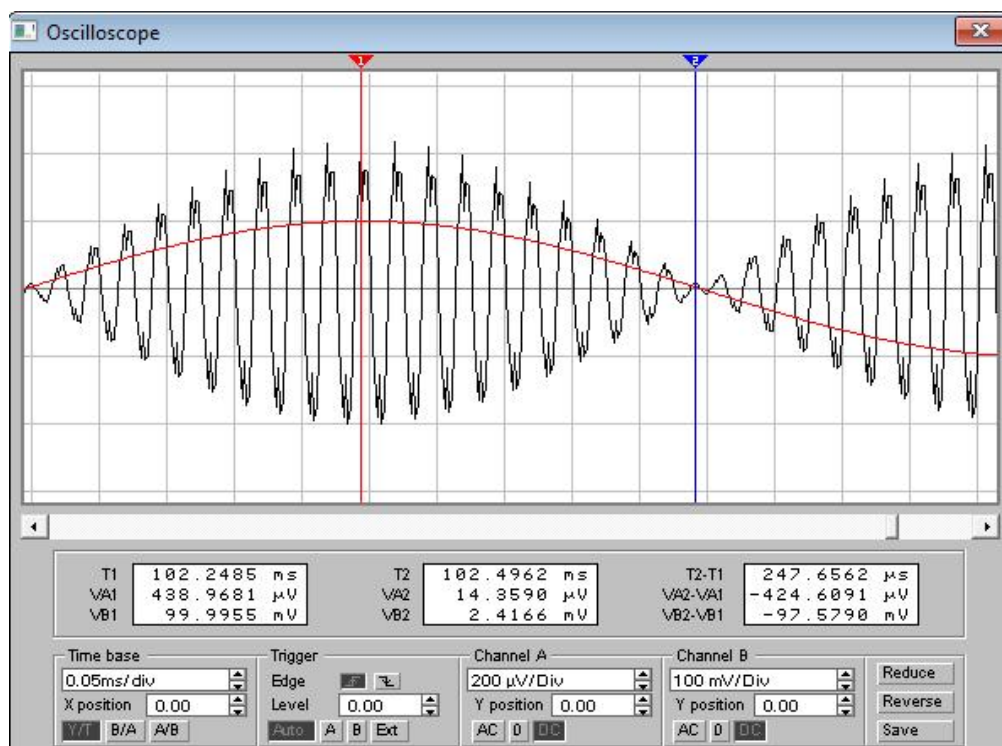 Oscilloscope
1 2
T1 102.2485 ms T2 102.4962 ms T2-T1 247.6562 μs
VA1 438.9681 μV VA2 14.3590 μV VA2-VA1 -424.6091 μV
VB1 99.9955 mV VB2 2.4166 mV VB2-VB1 -97.5790 mV
Time base Trigger Channel A Channel B
0.05ms/div Edge 200 μV/Div 100 mV/Div Reduce
X position 0.00 Level 0.00 Y position 0.00 Y position 0.00 Reverse
Y/T B/A A/B Auto A B Ext AC 0 DC AC 0 DC Save